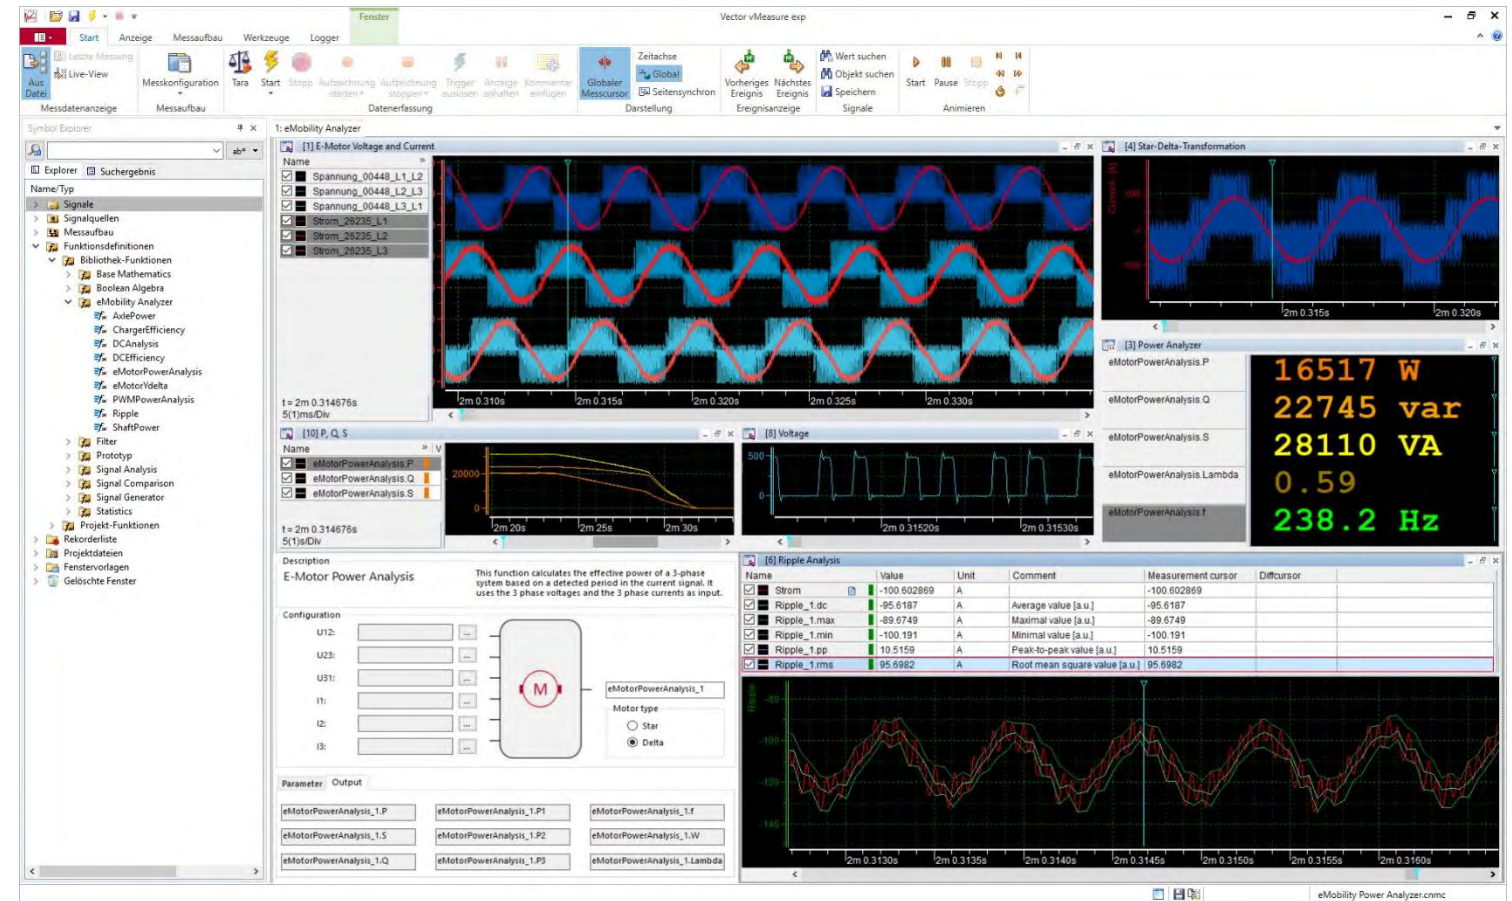 Fenster
Vector vMeasure exp
Start Anzeige Messaufbau Werkzeuge Logger
Aus Datei
Letzte Messung
Live-View
Messkonfiguration
Tara
Start
Stopp
Aufzeichnung starten
Aufzeichnung stoppen
Trigger auslösen
Anzeige anhalten
Kommentar einfügen
Globaler Messcursor
Zeitachse
Global
Seitensynchron
Vorheriges Ereignis
Nächstes Ereignis
Wert suchen
Objekt suchen
Speichern
Start Pause Stopp
Messdatenanzeige Messaufbau Datenerfassung Darstellung Ereignisanzeige Signale Animieren
Symbol Explorer
ab*
Explorer Suchergebnis
Name/Typ
Signale
Signalquellen
Messaufbau
Funktionsdefinitionen
Bibliothek-Funktionen
Base Mathematics
Boolean Algebra
eMobility Analyzer
AxlePower
ChargerEfficiency
DCAnalysis
DCEfficiency
eMotorPowerAnalysis
eMotorYdelta
PWMPowerAnalysis
Ripple
ShaftPower
Filter
Prototyp
Signal Analysis
Signal Comparison
Signal Generator
Statistics
Projekt-Funktionen
Rekorderliste
Projektdateien
Fenstervorlagen
Gelöschte Fenster
1: eMobility Analyzer
[1] E-Motor Voltage and Current
Name
Spannung_00448_L1_L2
Spannung_00448_L2_L3
Spannung_00448_L3_L1
Strom_26235_L1
Strom_26235_L2
Strom_26235_L3
t = 2m 0.314676s
5(1)ms/Div
2m 0.310s 2m 0.315s 2m 0.320s 2m 0.325s 2m 0.330s
[4] Star-Delta-Transformation
2m 0.315s 2m 0.320s
[3] Power Analyzer
eMotorPowerAnalysis.P 16517 W
eMotorPowerAnalysis.Q 22745 var
eMotorPowerAnalysis.S 28110 VA
eMotorPowerAnalysis.Lambda 0.59
eMotorPowerAnalysis.f 238.2 Hz
[10] P, Q, S
Name V
eMotorPowerAnalysis.P
eMotorPowerAnalysis.Q
eMotorPowerAnalysis.S
t = 2m 0.314676s
5(1)s/Div
20000
0
2m 20s 2m 25s 2m 30s
[8] Voltage
500
0
2m 0.31520s 2m 0.31530s
Description
E-Motor Power Analysis
This function calculates the effective power of a 3-phase
system based on a detected period in the current signal. It
uses the 3 phase voltages and the 3 phase currents as input.
Configuration
U12: ...
U23: ...
U31: ...
I1: ...
I2: ...
I3: ...
M
eMotorPowerAnalysis_1
Motor type
Star
Delta
Parameter Output
eMotorPowerAnalysis_1.P eMotorPowerAnalysis_1.P1 eMotorPowerAnalysis_1.f
eMotorPowerAnalysis_1.S eMotorPowerAnalysis_1.P2 eMotorPowerAnalysis_1.W
eMotorPowerAnalysis_1.Q eMotorPowerAnalysis_1.P3 eMotorPowerAnalysis_1.Lambda
[6] Ripple Analysis
Name Value Unit Comment Measurement cursor Diffcursor
Strom -100.602869 A -100.602869
Ripple_1.dc -95.6187 A Average value [a.u.] -95.6187
Ripple_1.max -89.6749 A Maximal value [a.u.] -89.6749
Ripple_1.min -100.191 A Minimal value [a.u.] -100.191
Ripple_1.pp 10.5159 A Peak-to-peak value [a.u.] 10.5159
Ripple_1.rms 95.6982 A Root mean square value [a.u.] 95.6982
Ripple
-80
-100
-120
-140
2m 0.3130s 2m 0.3135s 2m 0.3140s 2m 0.3145s 2m 0.3150s 2m 0.3155s 2m 0.3160s
eMobility Power Analyzer.cnmc